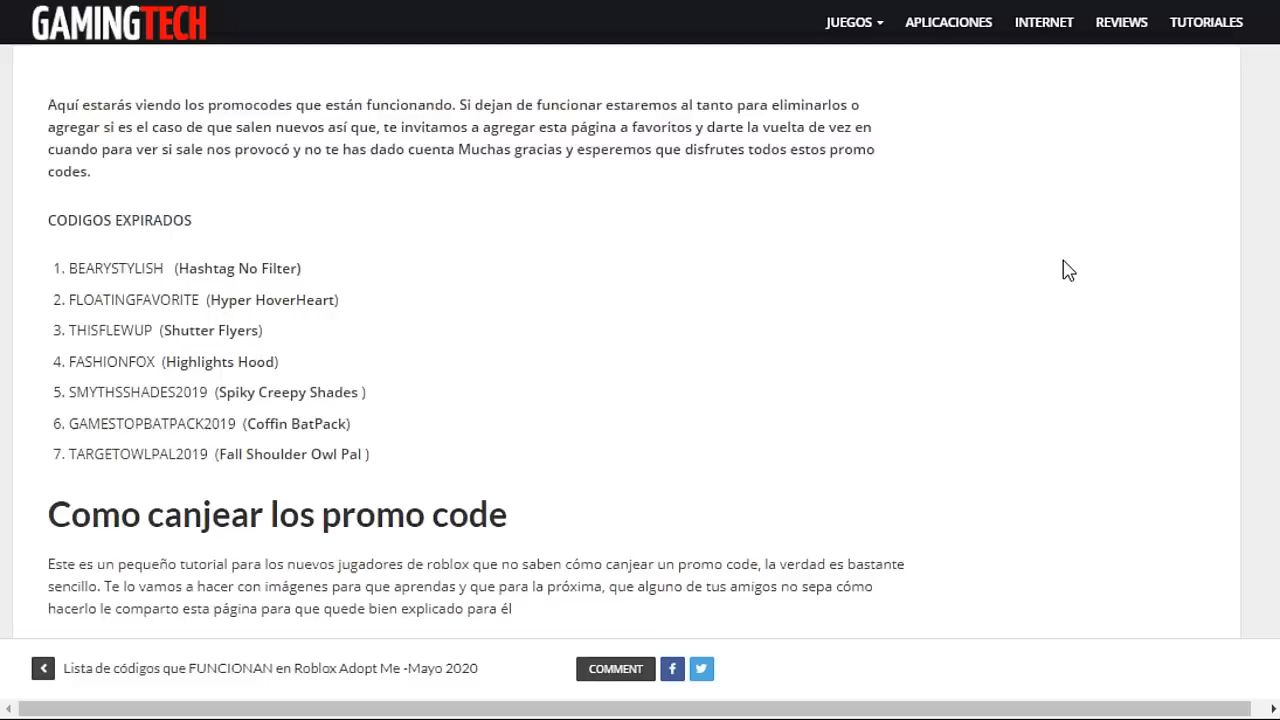 GAMINGTECH
JUEGOS
APLICACIONES
INTERNET
REVIEWS
TUTORIALES
Aquí estarás viendo los promocodes que están funcionando. Si dejan de funcionar estaremos al tanto para eliminarlos o
agregar si es el caso de que salen nuevos así que, te invitamos a agregar esta página a favoritos y darte la vuelta de vez en
cuando para ver si sale nos provocó y no te has dado cuenta Muchas gracias y esperemos que disfrutes todos estos promo
codes.
CODIGOS EXPIRADOS
1. BEARYSTYLISH (Hashtag No Filter)
2. FLOATINGFAVORITE (Hyper HoverHeart)
3. THISFLEWUP (Shutter Flyers)
4. FASHIONFOX (Highlights Hood)
5. SMYTHSSHADES2019 (Spiky Creepy Shades )
6. GAMESTOPBATPACK2019 (Coffin BatPack)
7. TARGETOWLPAL2019 (Fall Shoulder Owl Pal )
Como canjear los promo code
Este es un pequeño tutorial para los nuevos jugadores de roblox que no saben cómo canjear un promo code, la verdad es bastante
sencillo. Te lo vamos a hacer con imágenes para que aprendas y que para la próxima, que alguno de tus amigos no sepa cómo
hacerlo le comparto esta página para que quede bien explicado para él
Lista de códigos que FUNCIONAN en Roblox Adopt Me -Mayo 2020
COMMENT